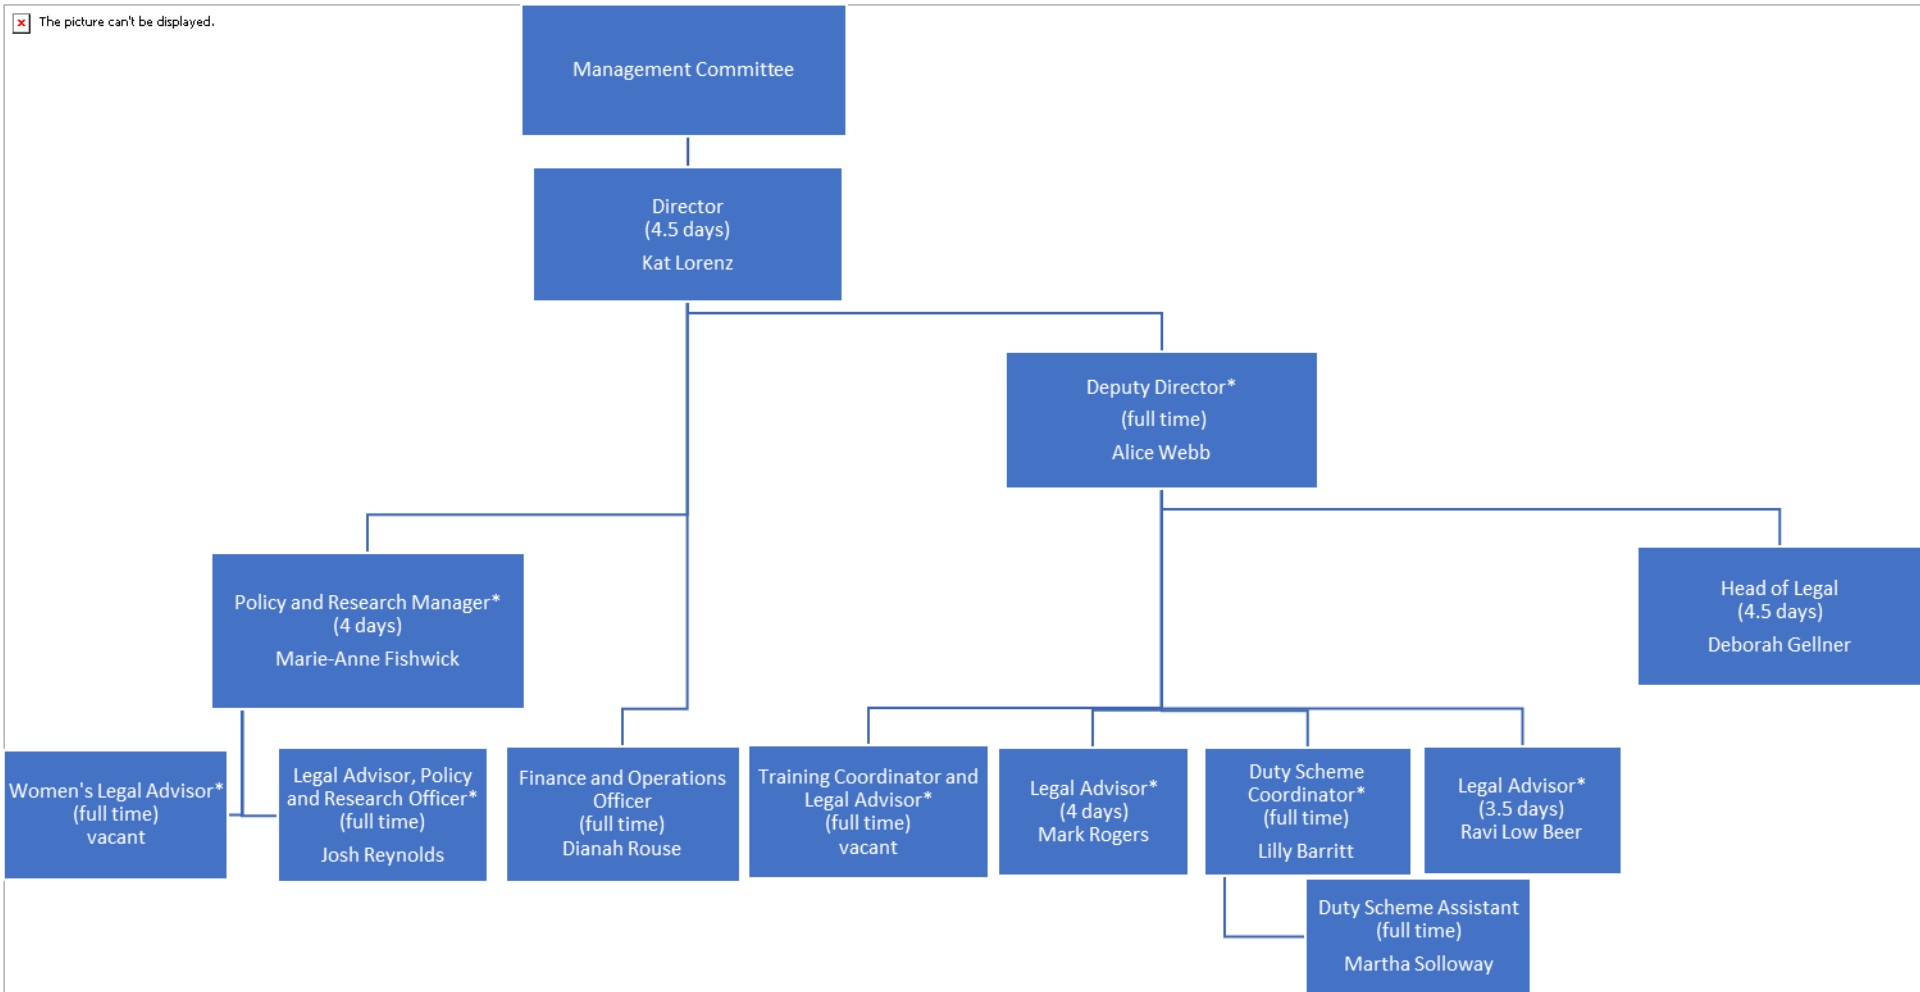 The picture can't be displayed.
Management Committee
Director
(4.5 days)
Kat Lorenz
Deputy Director*
(full time)
Alice Webb
Policy and Research Manager*
(4 days)
Marie-Anne Fishwick
Head of Legal
(4.5 days)
Deborah Gellner
Women's Legal Advisor*
(full time)
vacant
Legal Advisor, Policy
and Research Officer*
(full time)
Josh Reynolds
Finance and Operations
Officer
(full time)
Dianah Rouse
Training Coordinator and
Legal Advisor*
(full time)
vacant
Legal Advisor*
(4 days)
Mark Rogers
Duty Scheme
Coordinator*
(full time)
Lilly Barritt
Legal Advisor*
(3.5 days)
Ravi Low Beer
Duty Scheme Assistant
(full time)
Martha Solloway